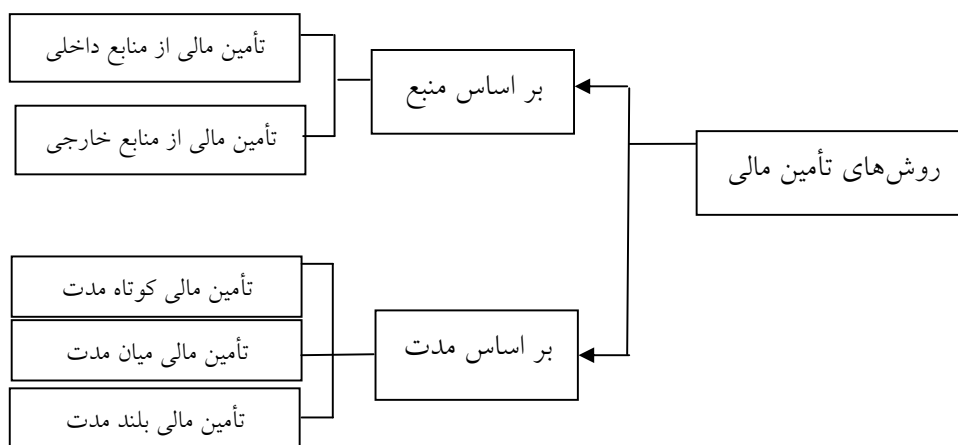 روش‌های تأمین مالی
بر اساس منبع
تأمین مالی از منابع داخلی
تأمین مالی از منابع خارجی
بر اساس مدت
تأمین مالی کوتاه مدت
تأمین مالی میان مدت
تأمین مالی بلند مدت